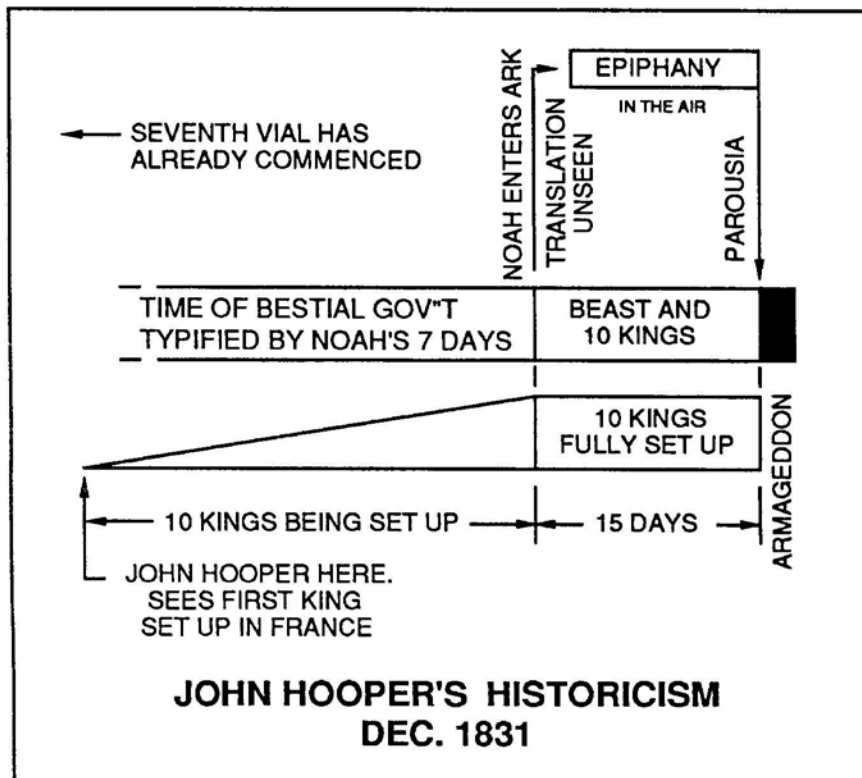 EPIPHANY
IN THE AIR
NOAH ENTERS ARK
TRANSLATION
UNSEEN
PAROUSIA
SEVENTH VIAL HAS
ALREADY COMMENCED
TIME OF BESTIAL GOV"T
TYPIFIED BY NOAH'S 7 DAYS
BEAST AND
10 KINGS
10 KINGS
FULLY SET UP
ARMAGEDDON
10 KINGS BEING SET UP
15 DAYS
JOHN HOOPER HERE.
SEES FIRST KING
SET UP IN FRANCE
JOHN HOOPER'S HISTORICISM
DEC. 1831